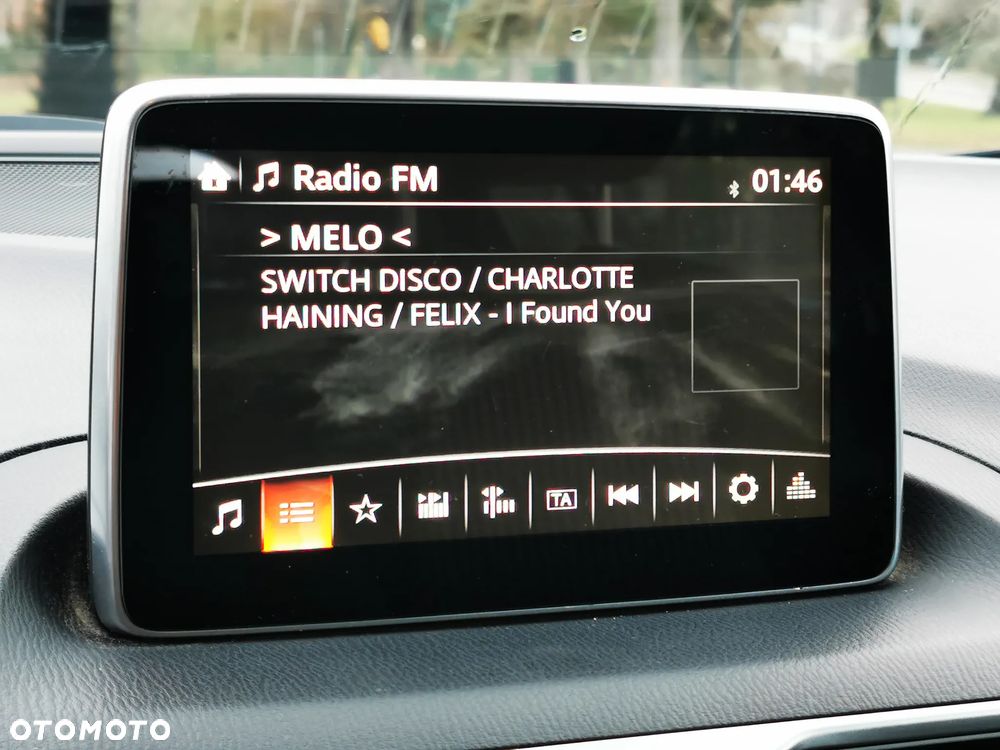 Radio FM
01:46
> MELO <
SWITCH DISCO / CHARLOTTE
HAINING / FELIX - I Found You
TA
OTOMOTO